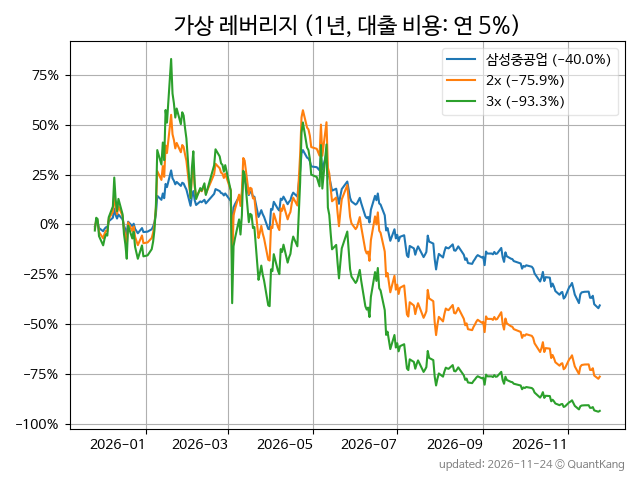 가상 레버리지 (1년, 대출 비용: 연 5%)
삼성중공업 (−40.0%)
2x (−75.9%)
3x (−93.3%)
75%
50%
25%
0%
−25%
−50%
−75%
−100%
2026-01 2026-03 2026-05 2026-07 2026-09 2026-11
updated: 2026-11-24 © QuantKang